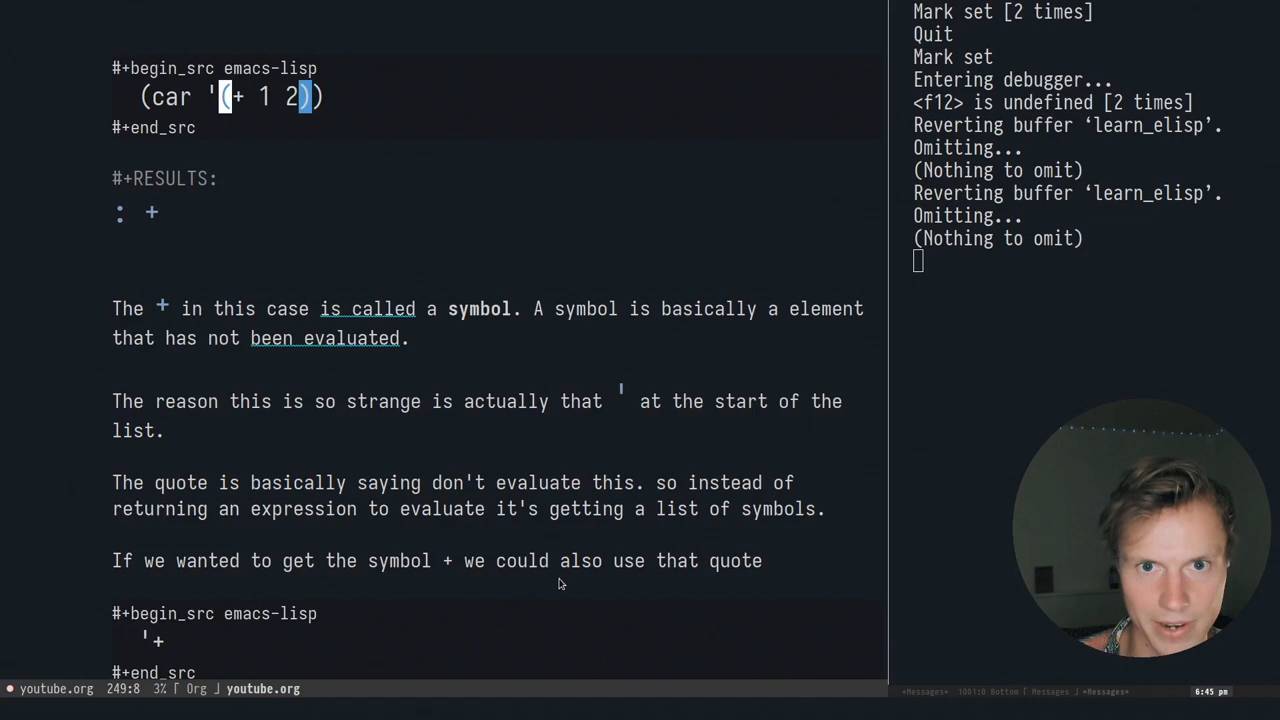 #+begin_src emacs-lisp
(car '(+ 1 2))
#+end_src
#+RESULTS:
: +
The + in this case is called a symbol. A symbol is basically a element
that has not been evaluated.
The reason this is so strange is actually that ' at the start of the
list.
The quote is basically saying don't evaluate this. so instead of
returning an expression to evaluate it's getting a list of symbols.
If we wanted to get the symbol + we could also use that quote
#+begin_src emacs-lisp
'+
#+end_src
youtube.org 249:8 3% ⌈ Org ⌋ youtube.org
Mark set [2 times]
Quit
Mark set
Entering debugger...
<f12> is undefined [2 times]
Reverting buffer ‘learn_elisp’.
Omitting...
(Nothing to omit)
Reverting buffer ‘learn_elisp’.
Omitting...
(Nothing to omit)
*Messages* 1001:0 Bottom ⌈ Messages ⌋ *Messages* 6:45 pm